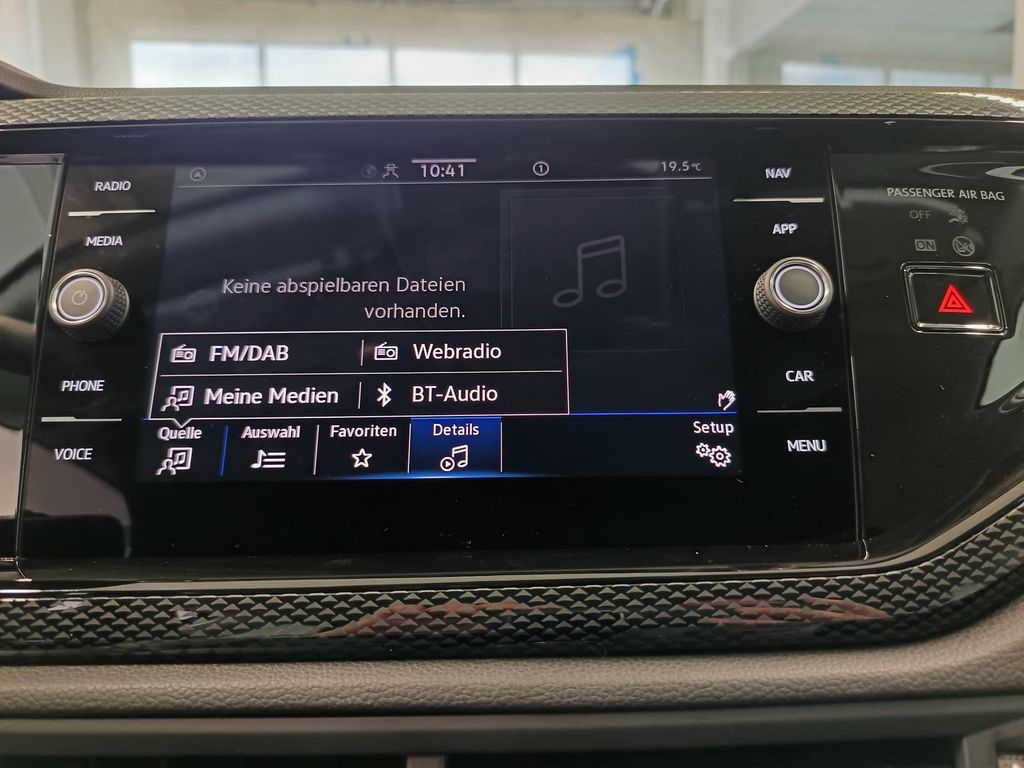 10:41
1
19.5°C
RADIO
MEDIA
PHONE
VOICE
Keine abspielbaren Dateien
vorhanden.
FM/DAB
Webradio
Meine Medien
BT-Audio
Quelle
Auswahl
Favoriten
Details
Setup
NAV
APP
CAR
MENU
PASSENGER AIR BAG
OFF
ON